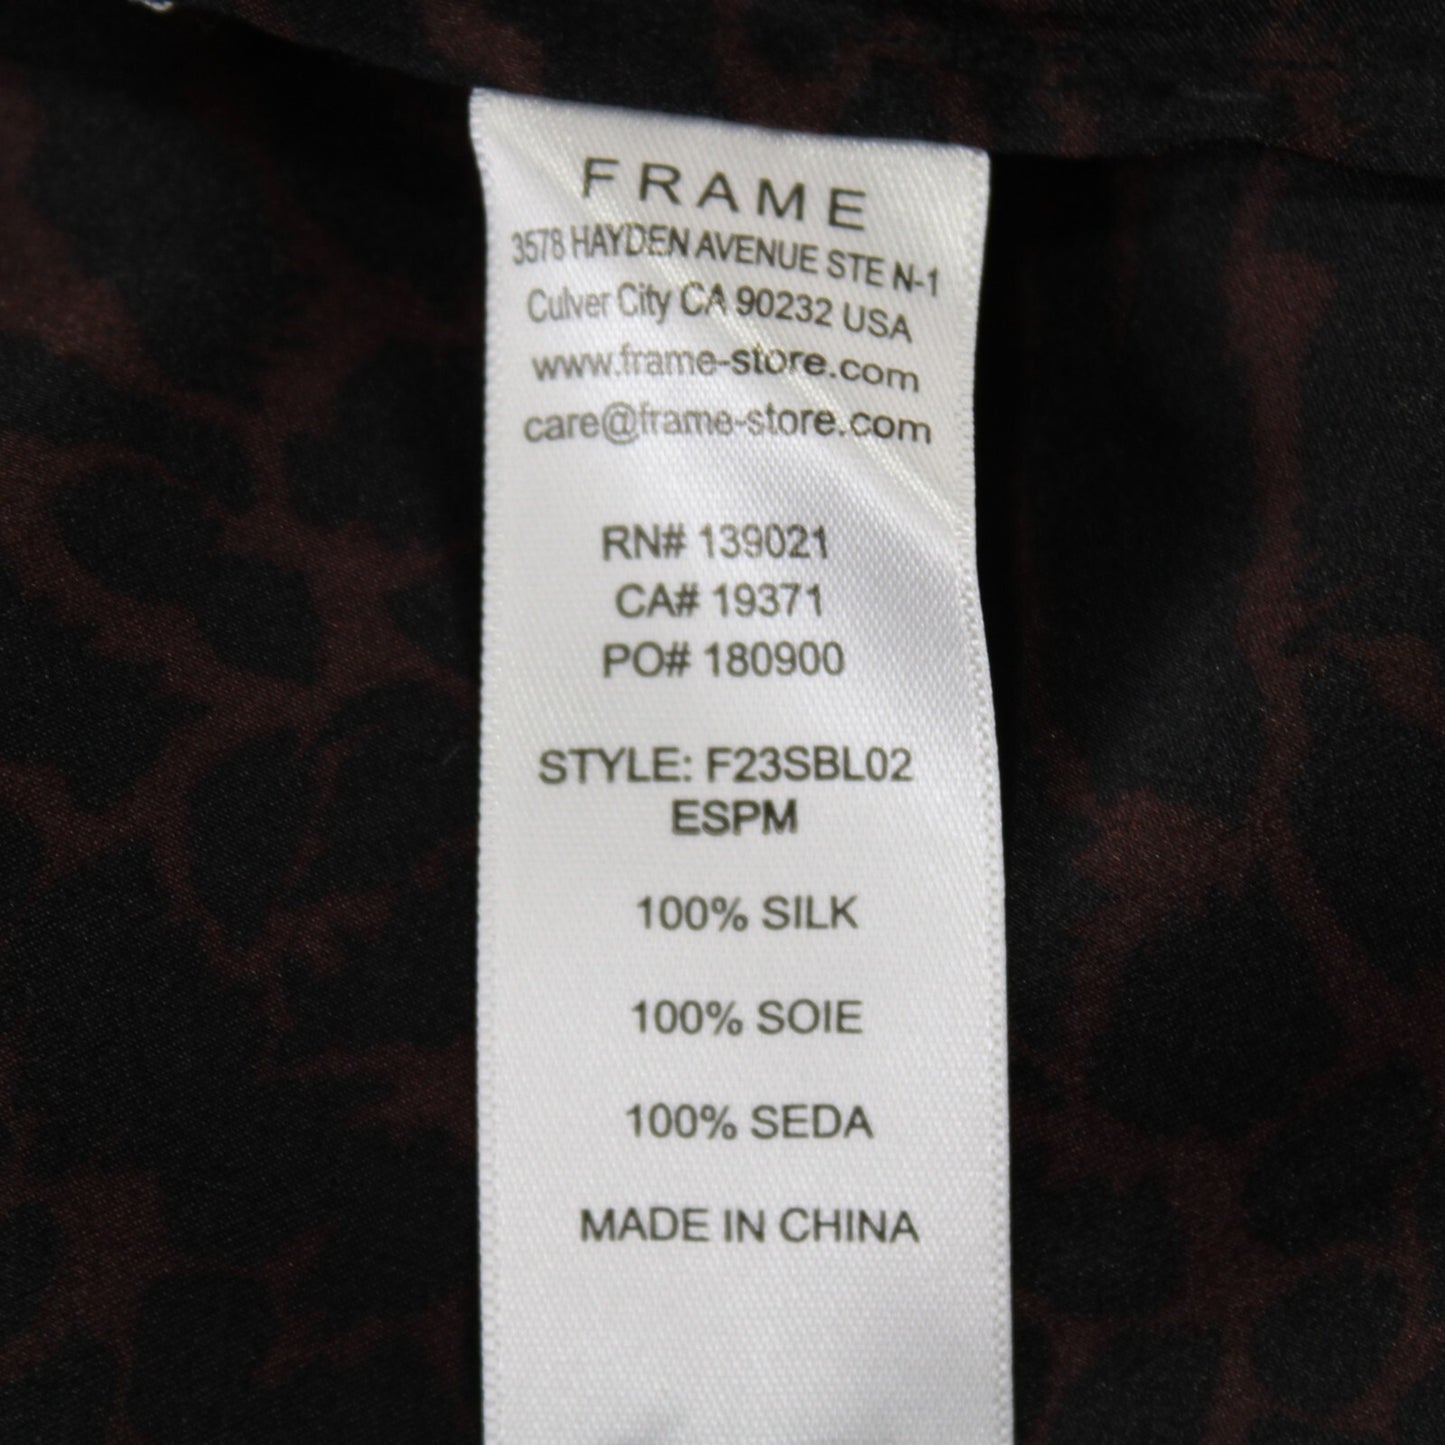 FRAME
3578 HAYDEN AVENUE STE N-1
Culver City CA 90232 USA
www.frame-store.com
care@frame-store.com
RN# 139021
CA# 19371
PO# 180900
STYLE: F23SBL02
ESPM
100% SILK
100% SOIE
100% SEDA
MADE IN CHINA